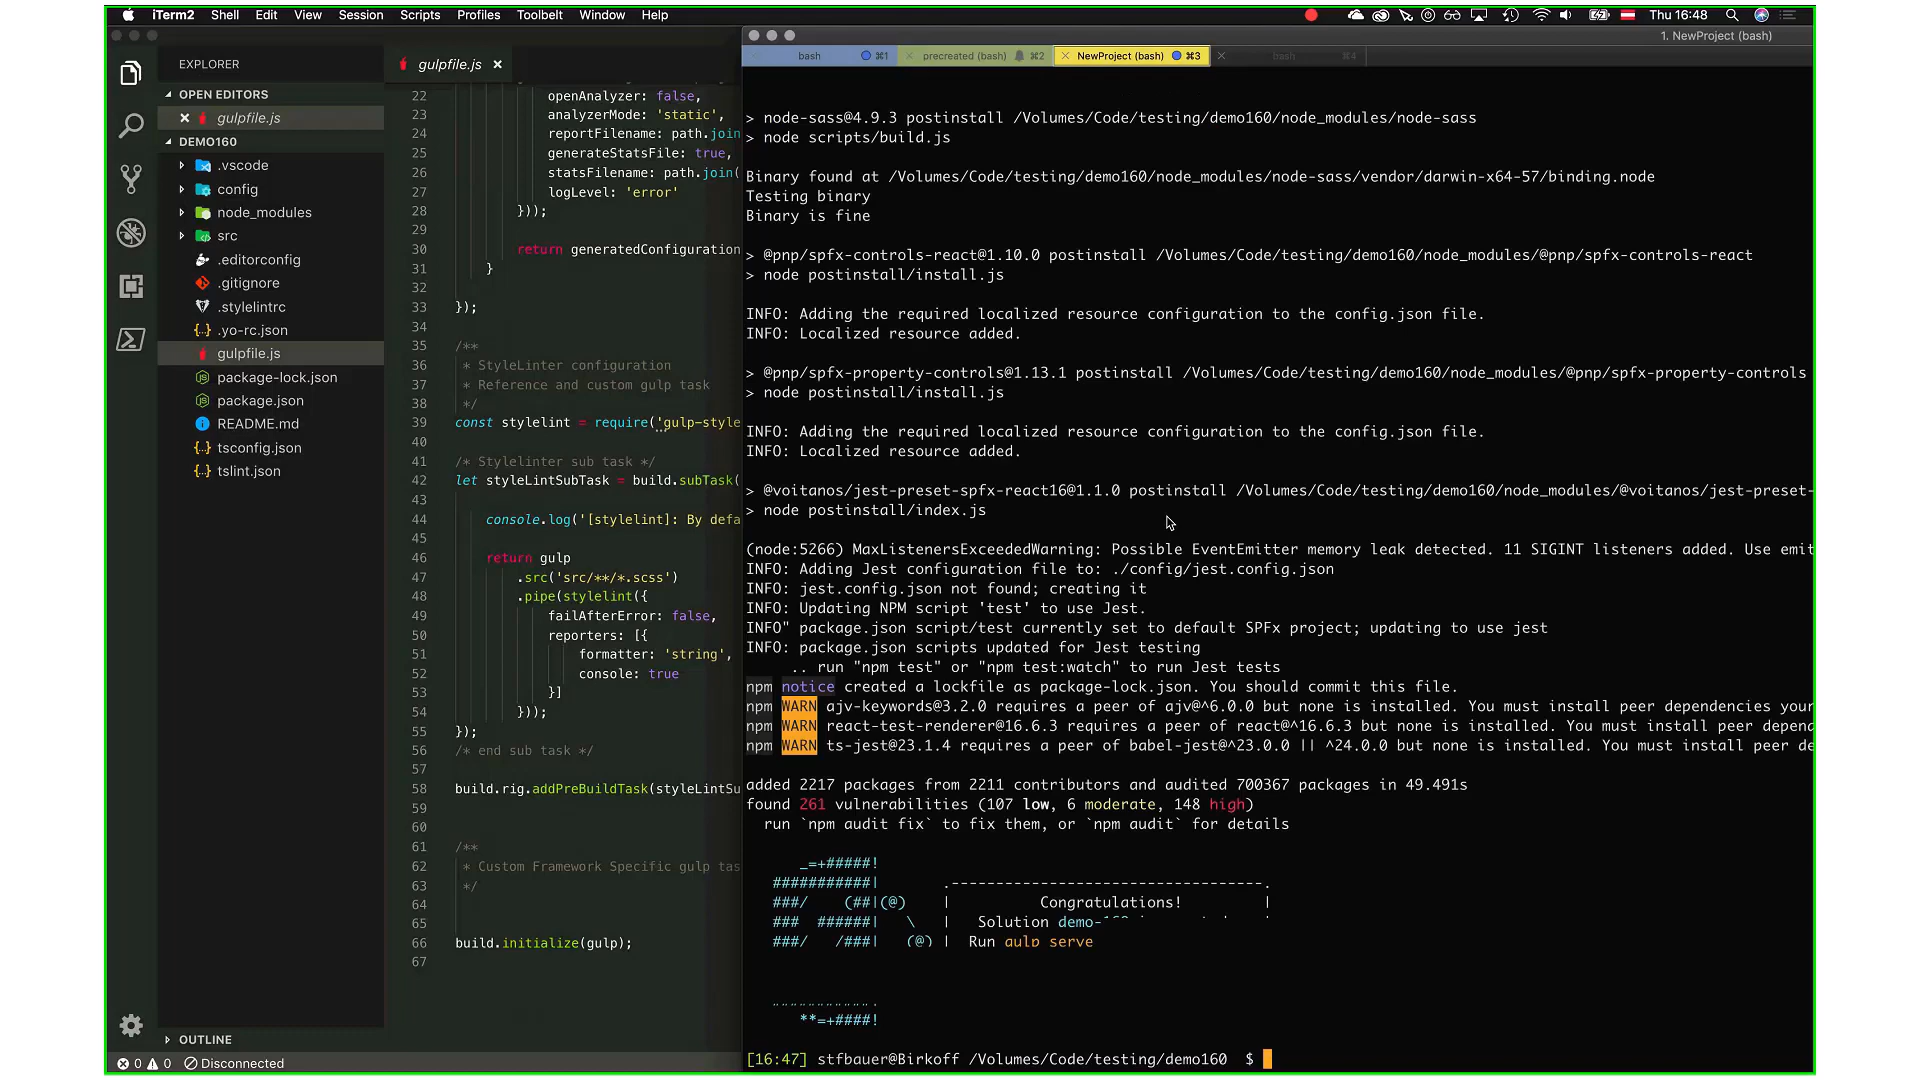 iTerm2 Shell Edit View Session Scripts Profiles Toolbelt Window Help Thu 16:48
1. NewProject (bash)
bash ⌘1 precreated (bash) ⌘2 NewProject (bash) ⌘3 bash ⌘4
EXPLORER
OPEN EDITORS
gulpfile.js
DEMO160
.vscode
config
node_modules
src
.editorconfig
.gitignore
.stylelintrc
.yo-rc.json
gulpfile.js
package-lock.json
package.json
README.md
tsconfig.json
tslint.json
OUTLINE
0 0 Disconnected
gulpfile.js
22 openAnalyzer: false,
23 analyzerMode: 'static',
24 reportFilename: path.join
25 generateStatsFile: true,
26 statsFilename: path.join(
27 logLevel: 'error'
28 }));
29
30 return generatedConfiguration
31 }
32
33 });
34
35 /**
36 * StyleLinter configuration
37 * Reference and custom gulp task
38 */
39 const stylelint = require('gulp-style
40
41 /* Stylelinter sub task */
42 let styleLintSubTask = build.subTask(
43
44 console.log('[stylelint]: By defa
45
46 return gulp
47 .src('src/**/*.scss')
48 .pipe(stylelint({
49 failAfterError: false,
50 reporters: [{
51 formatter: 'string',
52 console: true
53 }]
54 }));
55 });
56 /* end sub task */
57
58 build.rig.addPreBuildTask(styleLintSu
59
60
61 /**
62 * Custom Framework Specific gulp tas
63 */
64
65
66 build.initialize(gulp);
67
> node-sass@4.9.3 postinstall /Volumes/Code/testing/demo160/node_modules/node-sass
> node scripts/build.js
Binary found at /Volumes/Code/testing/demo160/node_modules/node-sass/vendor/darwin-x64-57/binding.node
Testing binary
Binary is fine
> @pnp/spfx-controls-react@1.10.0 postinstall /Volumes/Code/testing/demo160/node_modules/@pnp/spfx-controls-react
> node postinstall/install.js
INFO: Adding the required localized resource configuration to the config.json file.
INFO: Localized resource added.
> @pnp/spfx-property-controls@1.13.1 postinstall /Volumes/Code/testing/demo160/node_modules/@pnp/spfx-property-controls
> node postinstall/install.js
INFO: Adding the required localized resource configuration to the config.json file.
INFO: Localized resource added.
> @voitanos/jest-preset-spfx-react16@1.1.0 postinstall /Volumes/Code/testing/demo160/node_modules/@voitanos/jest-preset-
> node postinstall/index.js
(node:5266) MaxListenersExceededWarning: Possible EventEmitter memory leak detected. 11 SIGINT listeners added. Use emit
INFO: Adding Jest configuration file to: ./config/jest.config.json
INFO: jest.config.json not found; creating it
INFO: Updating NPM script 'test' to use Jest.
INFO" package.json script/test currently set to default SPFx project; updating to use jest
INFO: package.json scripts updated for Jest testing
.. run "npm test" or "npm test:watch" to run Jest tests
npm notice created a lockfile as package-lock.json. You should commit this file.
npm WARN ajv-keywords@3.2.0 requires a peer of ajv@^6.0.0 but none is installed. You must install peer dependencies your
npm WARN react-test-renderer@16.6.3 requires a peer of react@^16.6.3 but none is installed. You must install peer depend
npm WARN ts-jest@23.1.4 requires a peer of babel-jest@^23.0.0 || ^24.0.0 but none is installed. You must install peer de
added 2217 packages from 2211 contributors and audited 700367 packages in 49.491s
found 261 vulnerabilities (107 low, 6 moderate, 148 high)
run `npm audit fix` to fix them, or `npm audit` for details
_=+#####!
###########| .-----------------------------------.
###/ (##|(@) | Congratulations! |
### ######| \ | Solution demo-
###/ /###| (@) | Run gulp serve
**=+####!
[16:47] stfbauer@Birkoff /Volumes/Code/testing/demo160 $